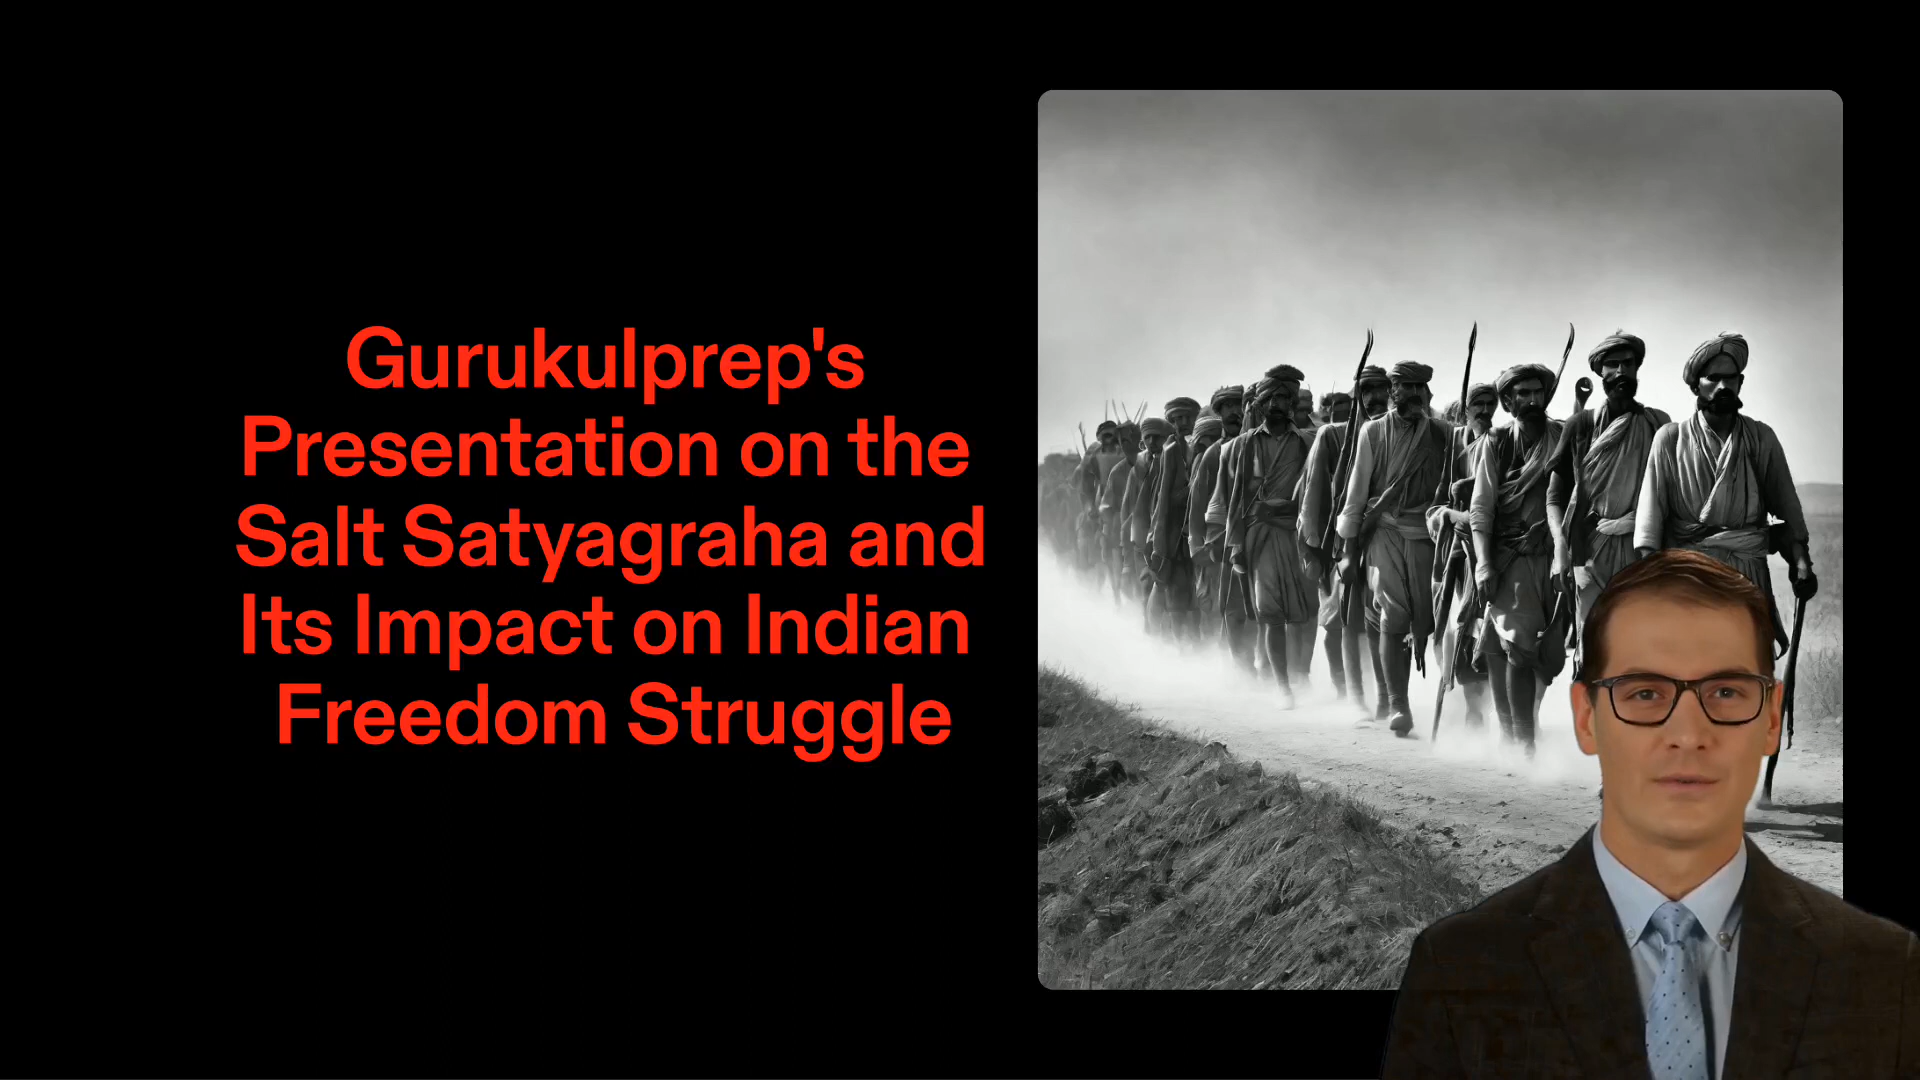 Gurukulprep's
Presentation on the
Salt Satyagraha and
Its Impact on Indian
Freedom Struggle